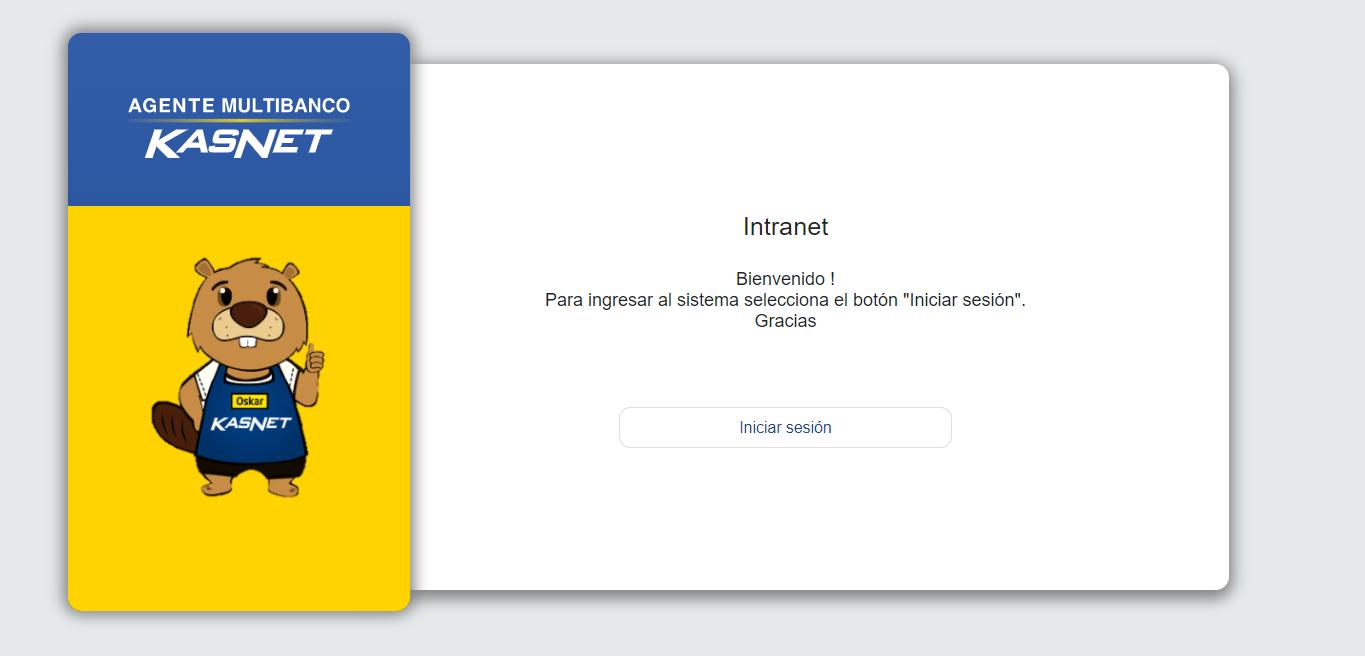 AGENTE MULTIBANCO
KASNET
Oskar
KASNET
Intranet
Bienvenido !
Para ingresar al sistema selecciona el botón "Iniciar sesión".
Gracias
Iniciar sesión